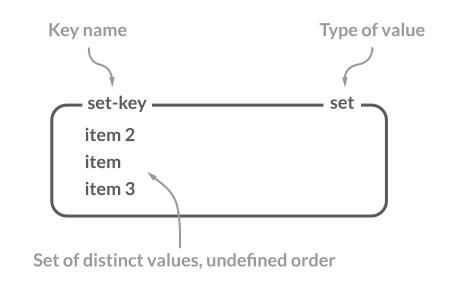 Key name
Type of value
set-key
set
item 2
item
item 3
Set of distinct values, undefined order